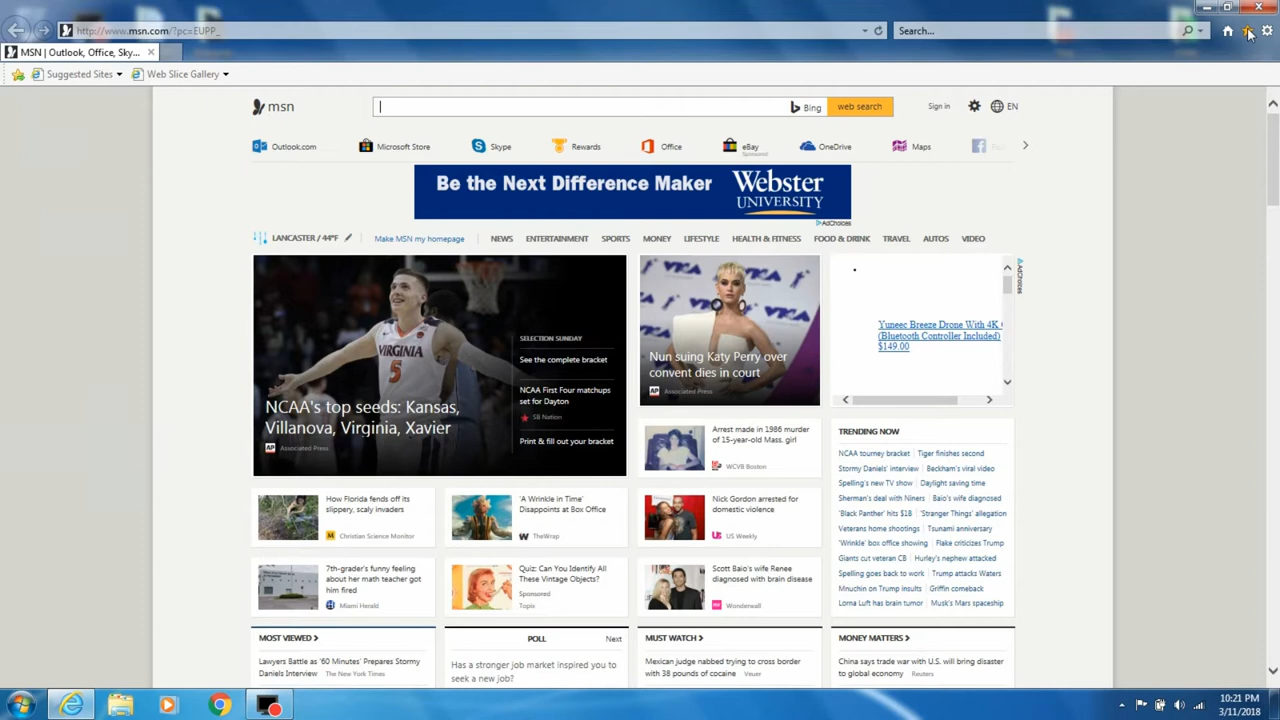 http://www.msn.com/?pc=EUPP_
Search...
MSN | Outlook, Office, Sky...
Suggested Sites
Web Slice Gallery
msn
Bing
web search
Sign in
EN
Outlook.com
Microsoft Store
Skype
Rewards
Office
eBay
Sponsored
OneDrive
Maps
Be the Next Difference Maker
Webster
UNIVERSITY
AdChoices
LANCASTER / 44°F
Make MSN my homepage
NEWS
ENTERTAINMENT
SPORTS
MONEY
LIFESTYLE
HEALTH & FITNESS
FOOD & DRINK
TRAVEL
AUTOS
VIDEO
VIRGINIA
5
NCAA's top seeds: Kansas,
Villanova, Virginia, Xavier
AP Associated Press
SELECTION SUNDAY
See the complete bracket
NCAA First Four matchups
set for Dayton
SB Nation
Print & fill out your bracket
Nun suing Katy Perry over
convent dies in court
AP Associated Press
AdChoices
Yuneec Breeze Drone With 4K
(Bluetooth Controller Included)
$149.00
Arrest made in 1986 murder
of 15-year-old Mass. girl
WCVB Boston
TRENDING NOW
NCAA tourney bracket
Tiger finishes second
Stormy Daniels' interview
Beckham's viral video
Spelling's new TV show
Daylight saving time
Sherman's deal with Niners
Baio's wife diagnosed
'Black Panther' hits $1B
'Stranger Things' allegation
Veterans home shootings
Tsunami anniversary
'Wrinkle' box office showing
Flake criticizes Trump
Giants cut veteran CB
Hurley's nephew attacked
Spelling goes back to work
Trump attacks Waters
Mnuchin on Trump insults
Griffin comeback
Lorna Luft has brain tumor
Musk's Mars spaceship
How Florida fends off its
slippery, scaly invaders
Christian Science Monitor
'A Wrinkle in Time'
Disappoints at Box Office
TheWrap
Nick Gordon arrested for
domestic violence
US Weekly
7th-grader's funny feeling
about her math teacher got
him fired
Miami Herald
Quiz: Can You Identify All
These Vintage Objects?
Sponsored
Topix
Scott Baio's wife Renee
diagnosed with brain disease
Wonderwall
MOST VIEWED
Lawyers Battle as '60 Minutes' Prepares Stormy
Daniels Interview
The New York Times
POLL
Next
Has a stronger job market inspired you to
seek a new job?
MUST WATCH
Mexican judge nabbed trying to cross border
with 38 pounds of cocaine
Veuer
MONEY MATTERS
China says trade war with U.S. will bring disaster
to global economy
Reuters
10:21 PM
3/11/2018